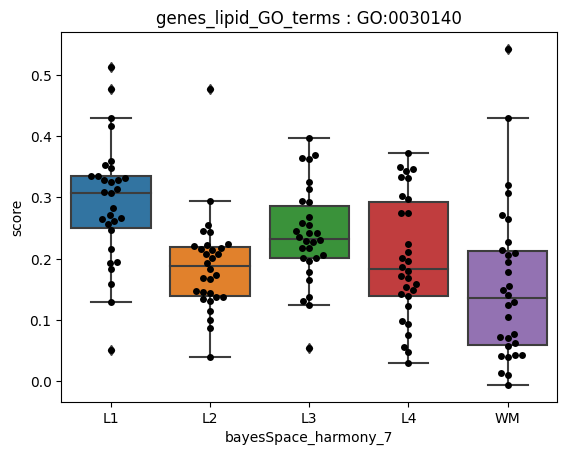 genes_lipid_GO_terms : GO:0030140
score
0.5
0.4
0.3
0.2
0.1
0.0
L1 L2 L3 L4 WM
bayesSpace_harmony_7